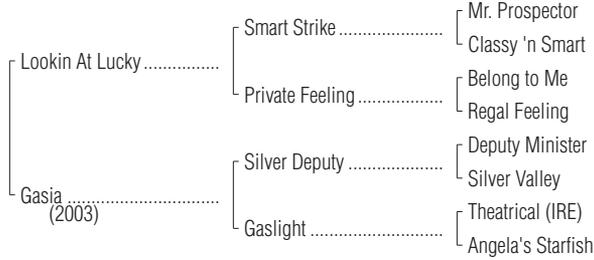 Mr. Prospector
Smart Strike ......................
Classy 'n Smart
Lookin At Lucky ................
Belong to Me
Private Feeling ..................
Regal Feeling
Deputy Minister
Silver Deputy ....................
Silver Valley
Gasia ................................
(2003)
Theatrical (IRE)
Gaslight ............................
Angela's Starfish